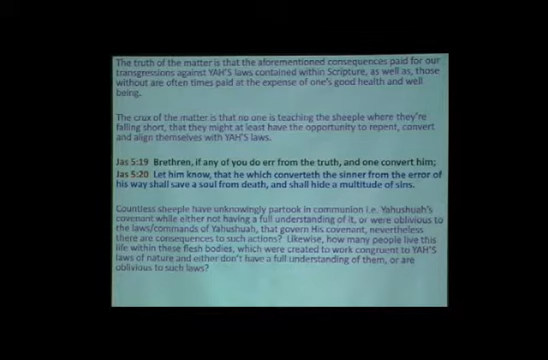 The truth of the matter is that the aforementioned consequences paid for our
transgressions against YAH'S laws contained within Scripture, as well as, those
without are often times paid at the expense of one's good health and well
being.
The crux of the matter is that no one is teaching the sheeple where they're
falling short, that they might at least have the opportunity to repent, convert
and align themselves with YAH'S laws.
Jas 5:19 Brethren, if any of you do err from the truth, and one convert him;
Jas 5:20 Let him know, that he which converteth the sinner from the error of
his way shall save a soul from death, and shall hide a multitude of sins.
Countless sheeple have unknowingly partook in communion i.e. Yahushuah's
covenant while either not having a full understanding of it, or were oblivious to
the laws/commands of Yahushuah, that govern His covenant, nevertheless
there are consequences to such actions? Likewise, how many people live this
life within these flesh bodies, which were created to work congruent to YAH'S
laws of nature and either don't have a full understanding of them, or are
oblivious to such laws?